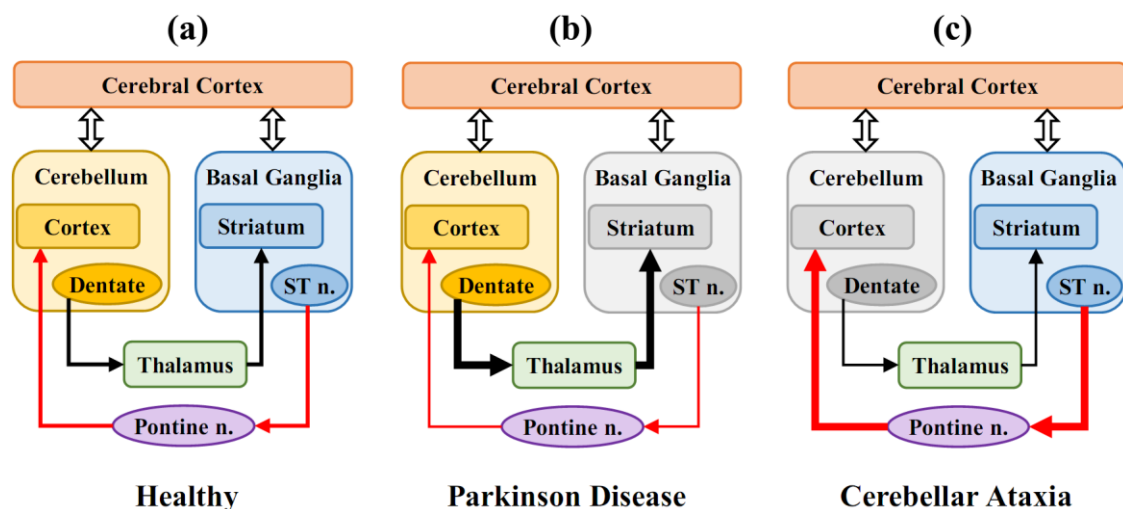 (a)
Cerebral Cortex
Cerebellum
Basal Ganglia
Cortex
Striatum
Dentate
ST n.
Thalamus
Pontine n.
Healthy
(b)
Cerebral Cortex
Cerebellum
Basal Ganglia
Cortex
Striatum
Dentate
ST n.
Thalamus
Pontine n.
Parkinson Disease
(c)
Cerebral Cortex
Cerebellum
Basal Ganglia
Cortex
Striatum
Dentate
ST n.
Thalamus
Pontine n.
Cerebellar Ataxia